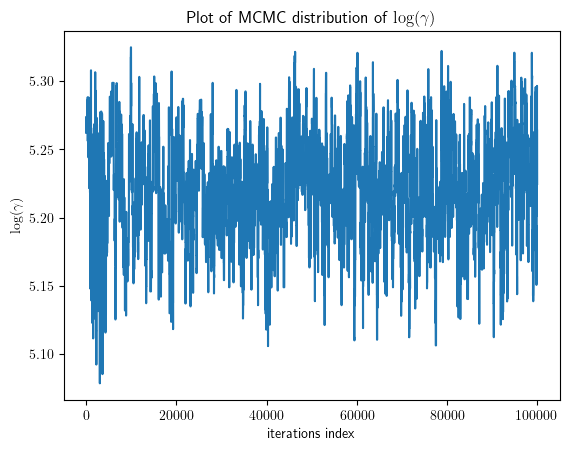 Plot of MCMC distribution of log(γ)
5.30
5.25
5.20
5.15
5.10
log(γ)
0 20000 40000 60000 80000 100000
iterations index